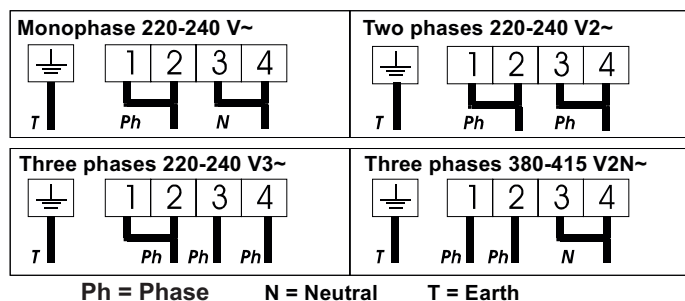 Monophase 220-240 V~
1 2 3 4
T Ph N
Two phases 220-240 V2~
1 2 3 4
T Ph Ph
Three phases 220-240 V3~
1 2 3 4
T Ph Ph Ph
Three phases 380-415 V2N~
1 2 3 4
T Ph Ph N
Ph = Phase N = Neutral T = Earth